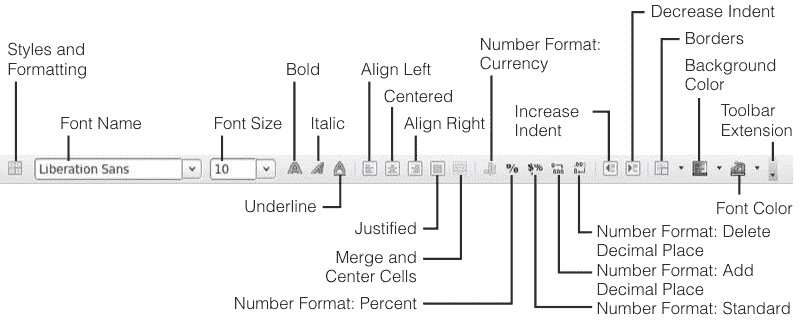 Decrease Indent
Styles and
Formatting
Bold
Align Left
Number Format:
Currency
Borders
Background
Color
Centered
Increase
Indent
Toolbar
Extension
Font Name
Font Size
Italic
Align Right
Liberation Sans
10
Underline
Justified
Font Color
Merge and
Center Cells
Number Format: Delete
Decimal Place
Number Format: Add
Decimal Place
Number Format: Percent
Number Format: Standard